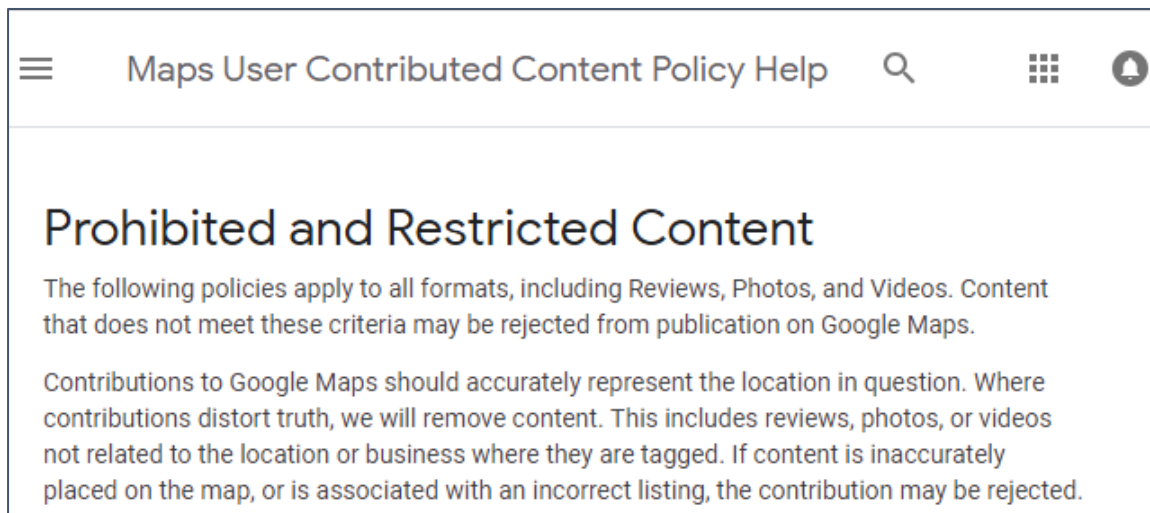 Maps User Contributed Content Policy Help
Prohibited and Restricted Content
The following policies apply to all formats, including Reviews, Photos, and Videos. Content
that does not meet these criteria may be rejected from publication on Google Maps.
Contributions to Google Maps should accurately represent the location in question. Where
contributions distort truth, we will remove content. This includes reviews, photos, or videos
not related to the location or business where they are tagged. If content is inaccurately
placed on the map, or is associated with an incorrect listing, the contribution may be rejected.